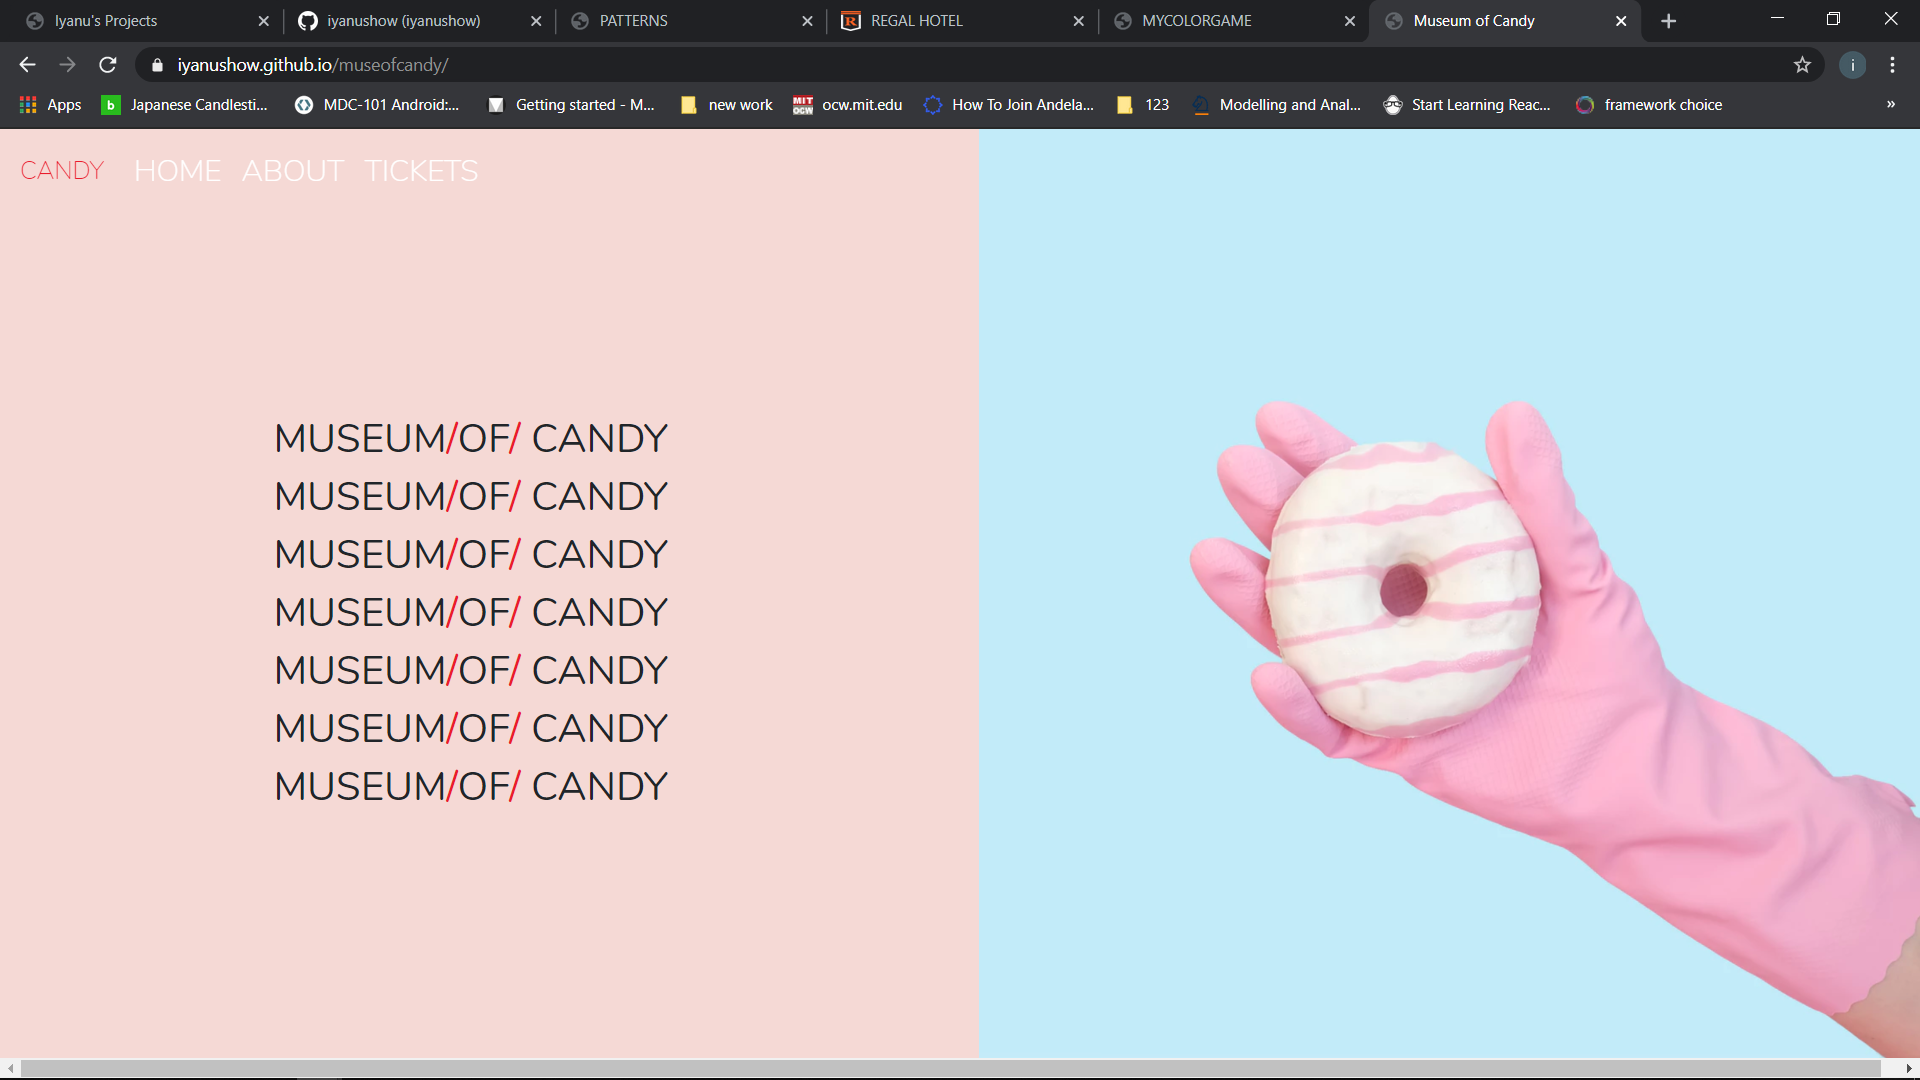 Iyanu's Projects
iyanushow (iyanushow)
PATTERNS
REGAL HOTEL
MYCOLORGAME
Museum of Candy
iyanushow.github.io/museofcandy/
i
Apps
b
Japanese Candlesti...
MDC-101 Android:...
Getting started - M...
new work
MIT OCW
ocw.mit.edu
How To Join Andela...
123
Modelling and Anal...
Start Learning Reac...
framework choice
»
CANDY HOME ABOUT TICKETS
MUSEUM/OF/ CANDY
MUSEUM/OF/ CANDY
MUSEUM/OF/ CANDY
MUSEUM/OF/ CANDY
MUSEUM/OF/ CANDY
MUSEUM/OF/ CANDY
MUSEUM/OF/ CANDY